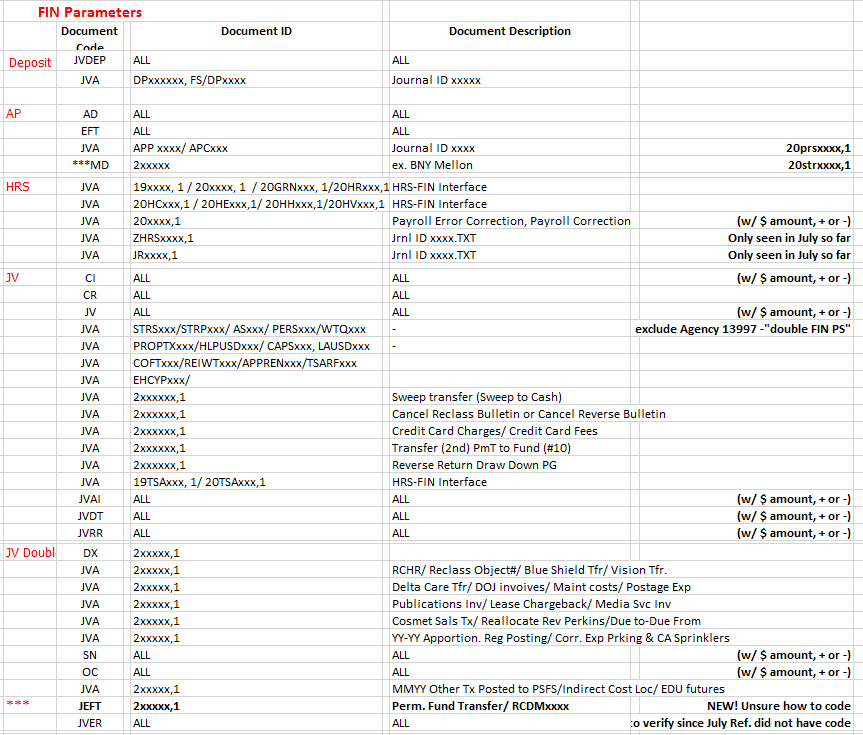 FIN Parameters
Document Code Document ID Document Description
Deposit JVDEP ALL ALL
JVA DPxxxxxx, FS/DPxxxx Journal ID xxxxx
AP AD ALL ALL
EFT ALL ALL
JVA APP xxxx/ APCxxx Journal ID xxxx 20prsxxxx,1
***MD 2xxxxx ex. BNY Mellon 20strxxxx,1
HRS JVA 19xxxx, 1 / 20xxxx, 1 / 20GRNxxx, 1/20HRxxx,1 HRS-FIN Interface
JVA 20HCxxx,1 / 20HExxx,1/ 20HHxxx,1/20HVxxx,1 HRS-FIN Interface
JVA 20xxxx,1 Payroll Error Correction, Payroll Correction (w/ $ amount, + or -)
JVA ZHRSxxxx,1 Jrnl ID xxxx.TXT Only seen in July so far
JVA JRxxxx,1 Jrnl ID xxxx.TXT Only seen in July so far
JV CI ALL ALL (w/ $ amount, + or -)
CR ALL ALL
JV ALL ALL (w/ $ amount, + or -)
JVA STRSxxx/STRPxxx/ ASxxx/ PERSxxx/WTQxxx - exclude Agency 13997 -"double FIN PS"
JVA PROPTXxxx/HLPUSDxxx/ CAPSxxx, LAUSDxxx -
JVA COFTxxx/REIWTxxx/APPRENxxx/TSARFxxx
JVA EHCYPxxx/
JVA 2xxxxxx,1 Sweep transfer (Sweep to Cash)
JVA 2xxxxxx,1 Cancel Reclass Bulletin or Cancel Reverse Bulletin
JVA 2xxxxxx,1 Credit Card Charges/ Credit Card Fees
JVA 2xxxxxx,1 Transfer (2nd) PmT to Fund (#10)
JVA 2xxxxxx,1 Reverse Return Draw Down PG
JVA 19TSAxxx, 1/ 20TSAxxx,1 HRS-FIN Interface
JVAI ALL ALL (w/ $ amount, + or -)
JVDT ALL ALL (w/ $ amount, + or -)
JVRR ALL ALL (w/ $ amount, + or -)
JV Doubl DX 2xxxxx,1
JVA 2xxxxx,1 RCHR/ Reclass Object#/ Blue Shield Tfr/ Vision Tfr.
JVA 2xxxxx,1 Delta Care Tfr/ DOJ invoives/ Maint costs/ Postage Exp
JVA 2xxxxx,1 Publications Inv/ Lease Chargeback/ Media Svc Inv
JVA 2xxxxx,1 Cosmet Sals Tx/ Reallocate Rev Perkins/Due to-Due From
JVA 2xxxxx,1 YY-YY Apportion. Reg Posting/ Corr. Exp Prking & CA Sprinklers
SN ALL ALL (w/ $ amount, + or -)
OC ALL ALL (w/ $ amount, + or -)
JVA 2xxxxx,1 MMYY Other Tx Posted to PSFS/Indirect Cost Loc/ EDU futures
*** JEFT 2xxxxx,1 Perm. Fund Transfer/ RCDMxxxx NEW! Unsure how to code
JVER ALL ALL to verify since July Ref. did not have code